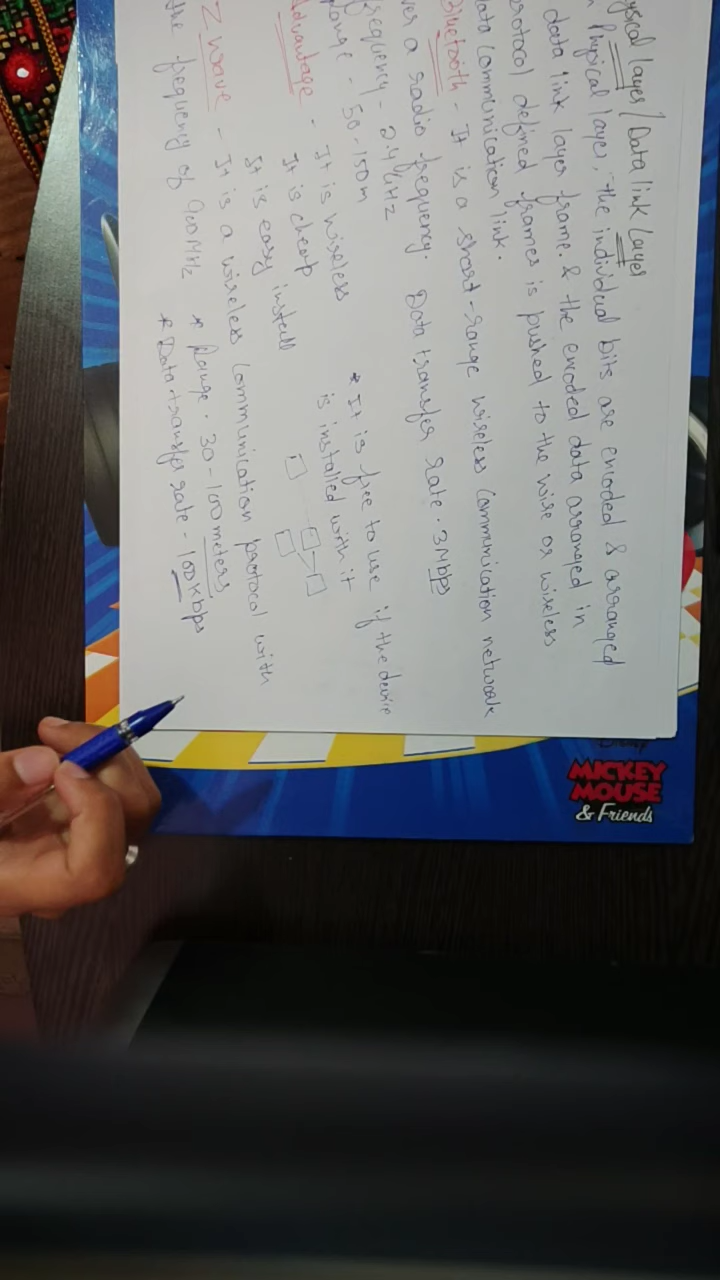 Physical layer / Data link Layer
Physical layer, the individual bits are encoded & arranged
data link layer frame. & the encoded data arranged in
protocol defined frames is pushed to the wire or wireless
data communication link.
Bluetooth - It is a short-range wireless communication network
over a radio frequency. Data transfer rate · 3Mbps
frequency - 2.4GHz
range - 50-150m
* It is free to use if the device
is installed with it
Advantage - It is wireless
It is cheap
It is easy install
Z wave - It is a wireless communication protocol with
the frequency of 900MHz * Range · 30-100 meters
* Data transfer rate - 100Kbps
MICKEY
MOUSE
& Friends